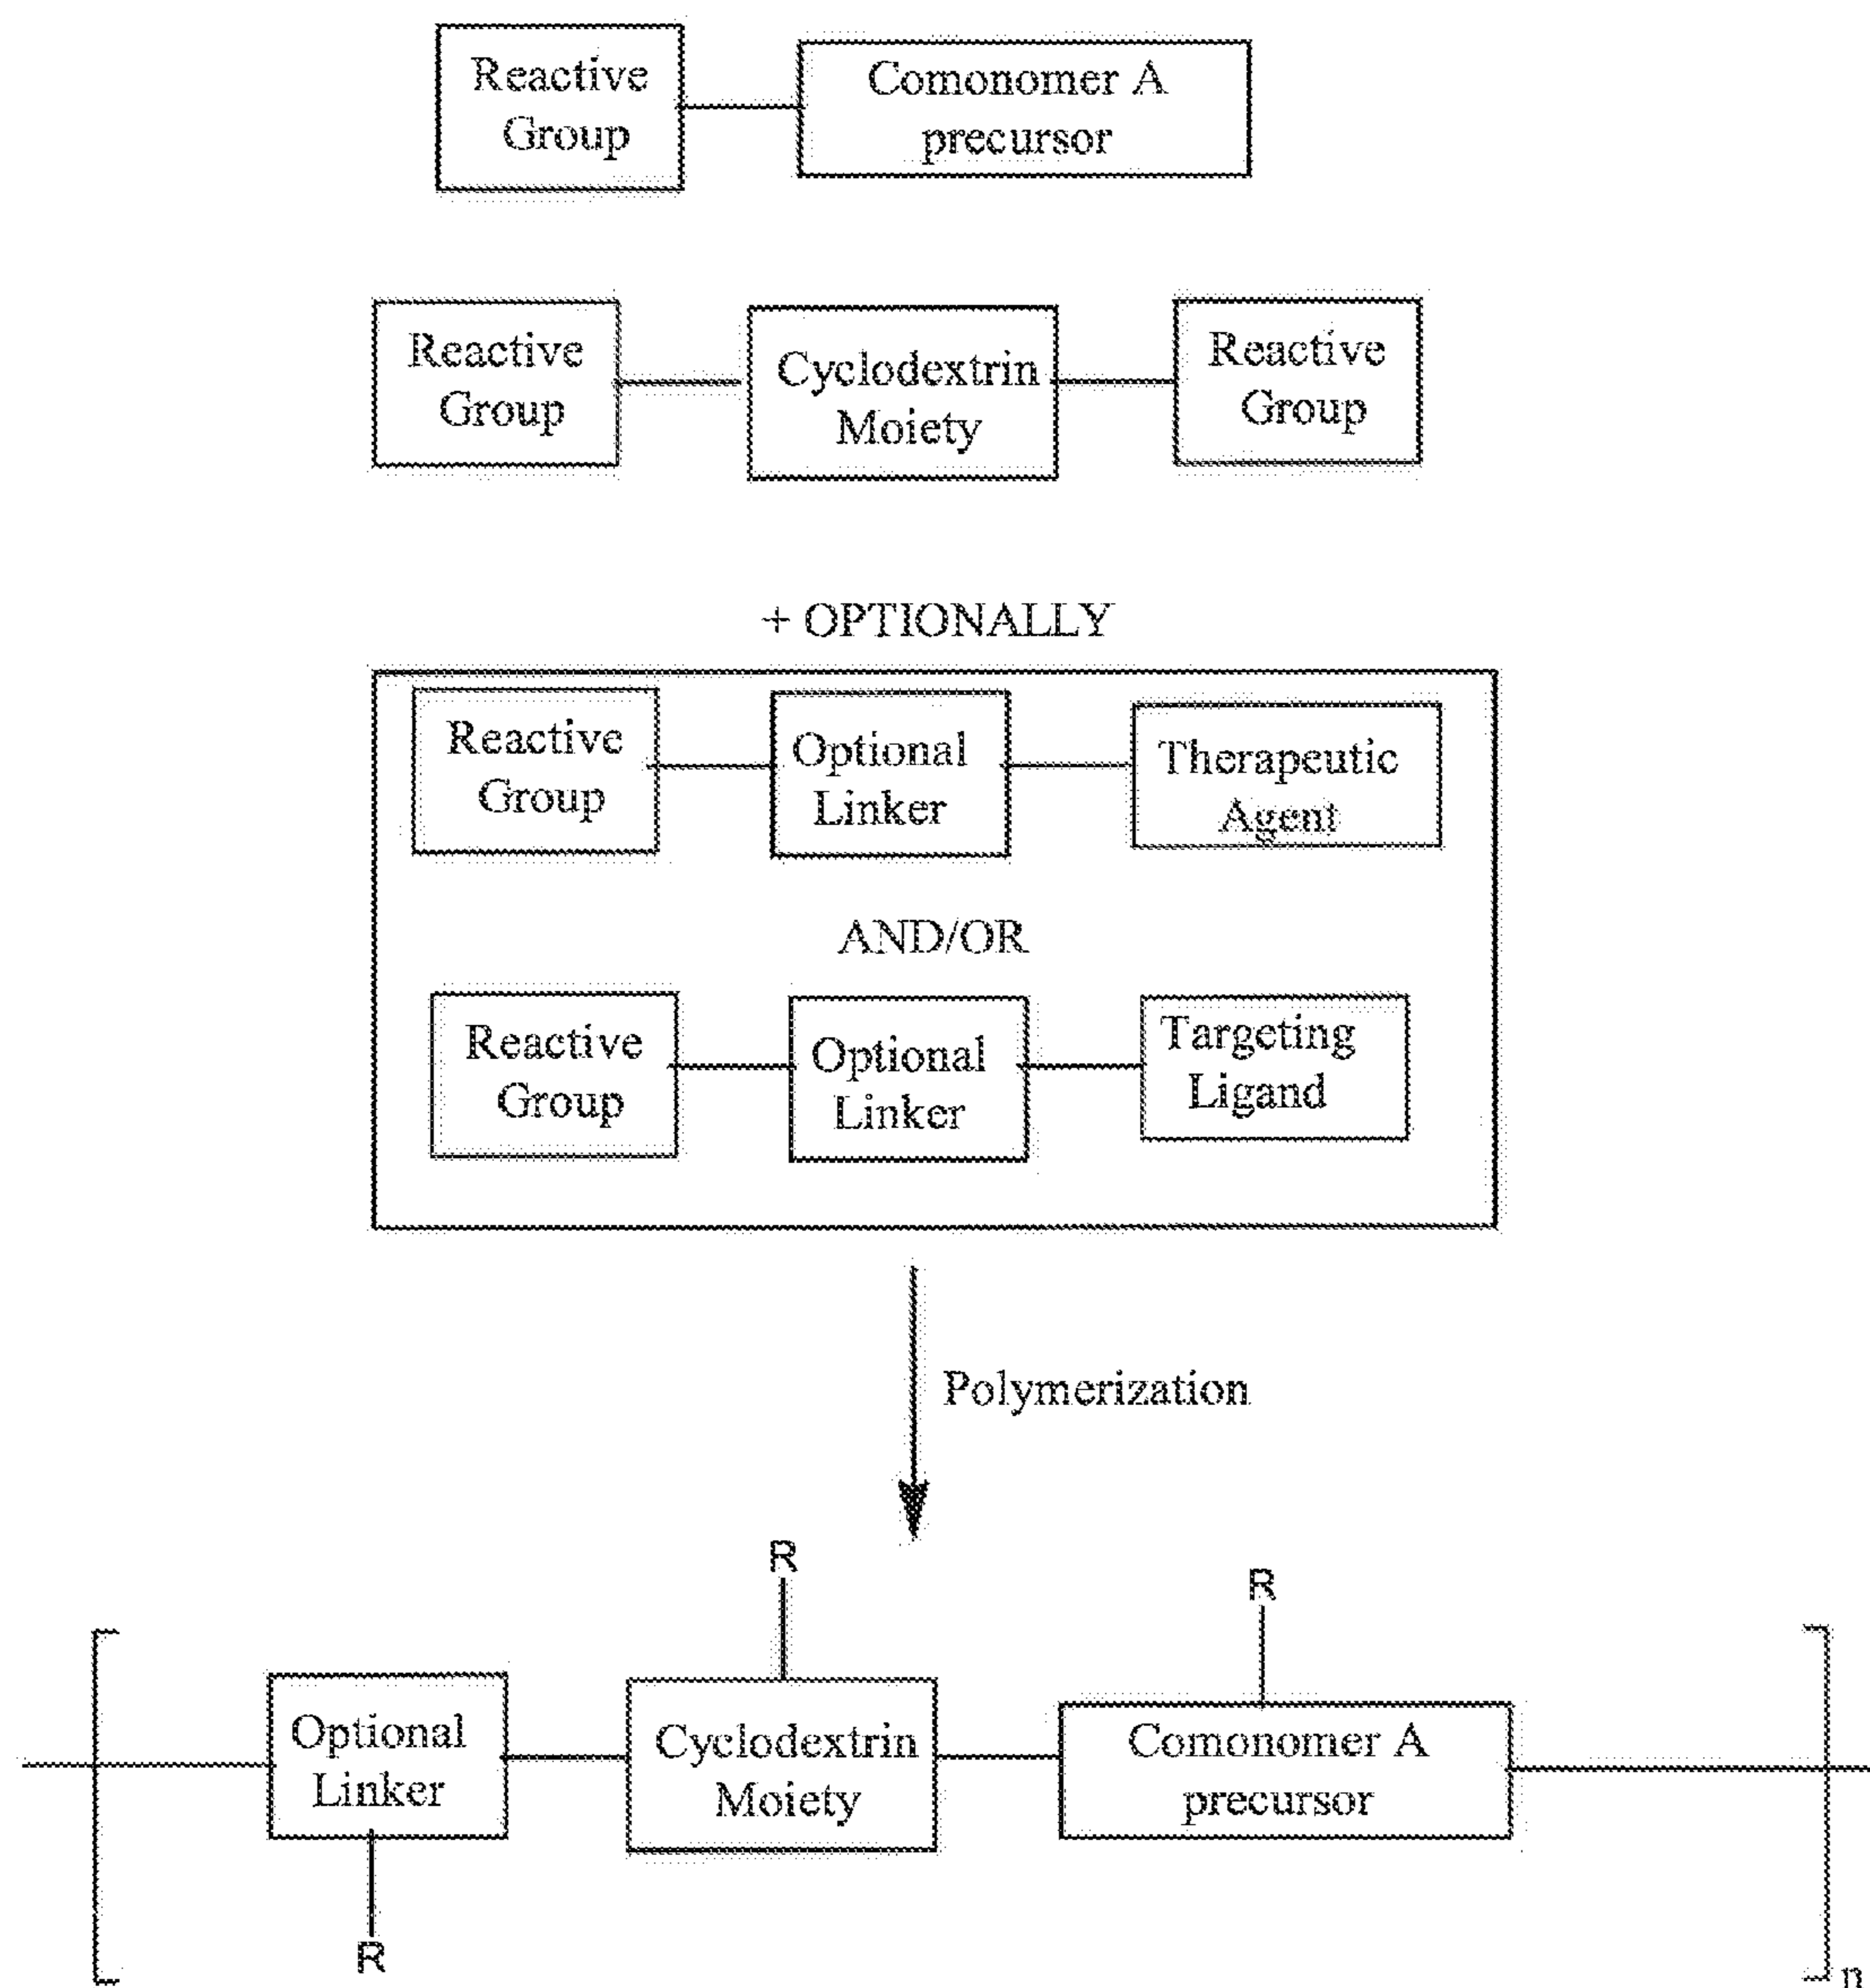 Reactive
Group
Comonomer A
precursor
Reactive
Group
Cyclodextrin
Moiety
Reactive
Group
+ OPTIONALLY
Reactive
Group
Optional
Linker
Therapeutic
Agent
AND/OR
Reactive
Group
Optional
Linker
Targeting
Ligand
Polymerization
R
R
Optional
Linker
Cyclodextrin
Moiety
Comonomer A
precursor
R
n